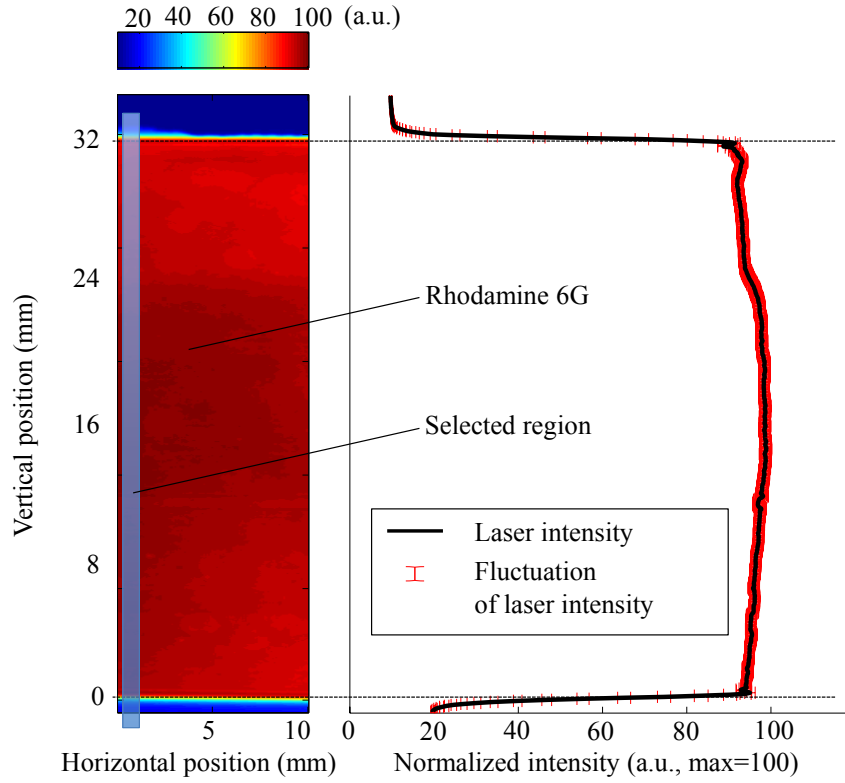 20 40 60 80 100 (a.u.)
32
24
16
8
0
Vertical position (mm)
5 10
Horizontal position (mm)
Rhodamine 6G
Selected region
Laser intensity
Fluctuation
of laser intensity
0 20 40 60 80 100
Normalized intensity (a.u., max=100)